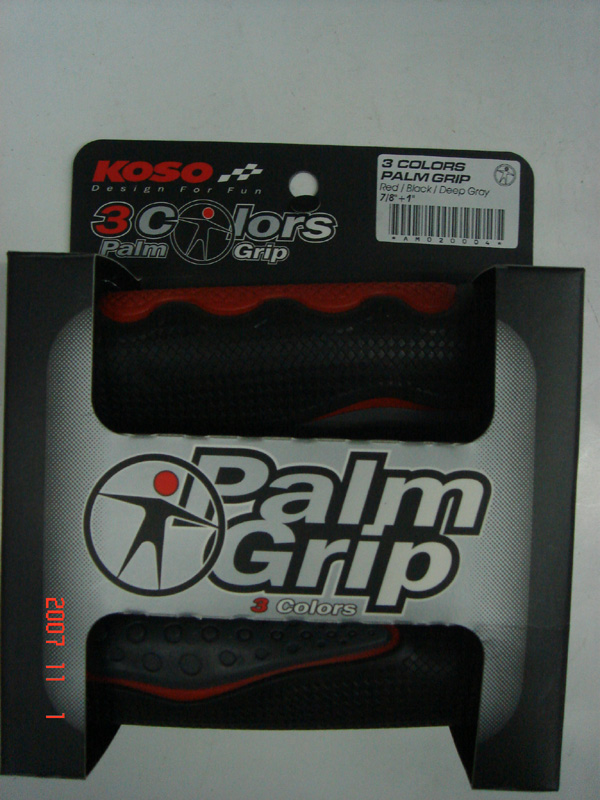 KOSO
Design For Fun
3 Colors
Palm Grip
3 COLORS
PALM GRIP
Red / Black / Deep Gray
7/8"+1"
*AM020004*
Palm
Grip
3 Colors
2007 11 1